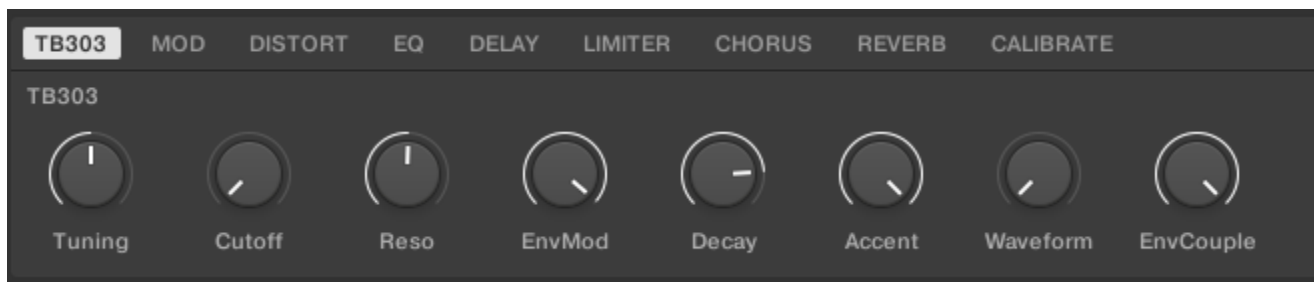 TB303 MOD DISTORT EQ DELAY LIMITER CHORUS REVERB CALIBRATE
TB303
Tuning Cutoff Reso EnvMod Decay Accent Waveform EnvCouple